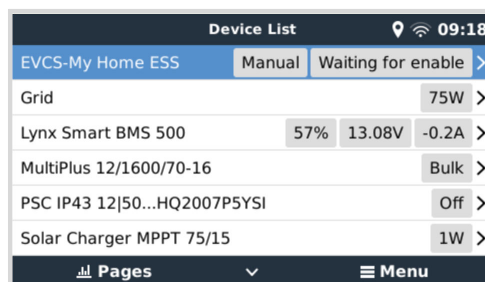 Device List 09:18
EVCS-My Home ESS Manual Waiting for enable
Grid 75W
Lynx Smart BMS 500 57% 13.08V -0.2A
MultiPlus 12/1600/70-16 Bulk
PSC IP43 12|50...HQ2007P5YSI Off
Solar Charger MPPT 75/15 1W
Pages Menu